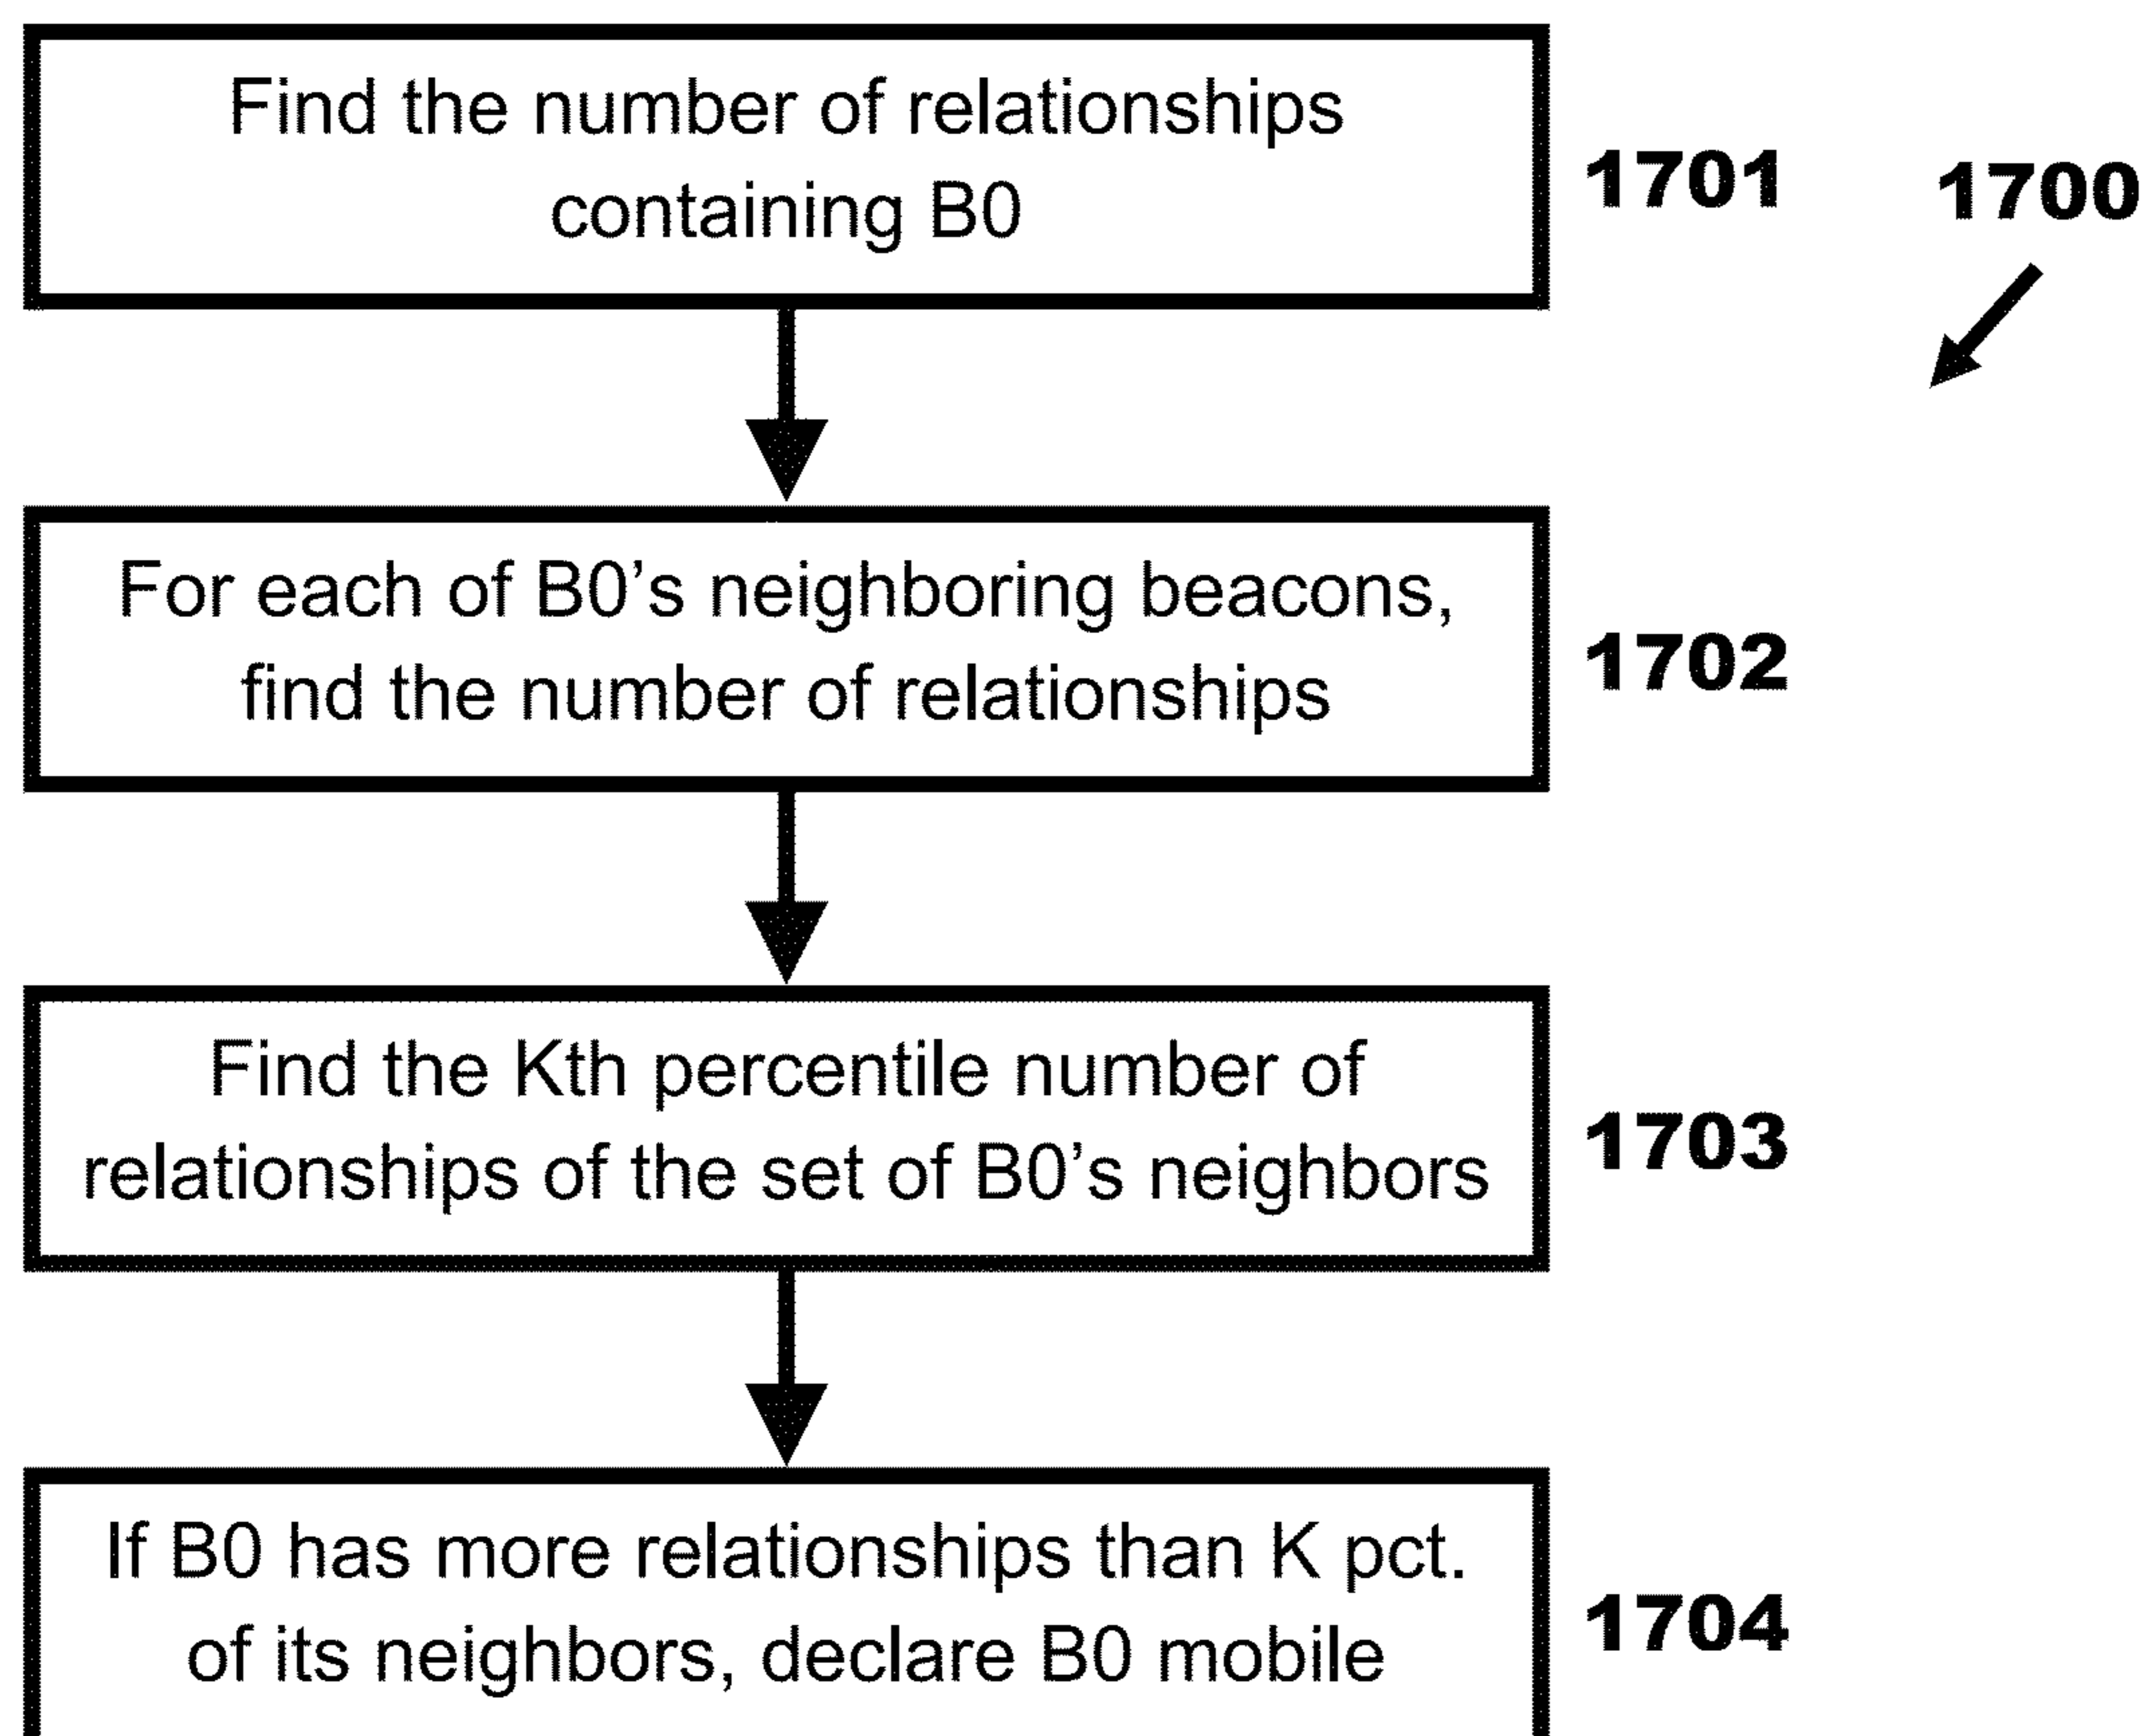 Find the number of relationships
containing B0
1701
1700
For each of B0’s neighboring beacons,
find the number of relationships
1702
Find the Kth percentile number of
relationships of the set of B0’s neighbors
1703
If B0 has more relationships than K pct.
of its neighbors, declare B0 mobile
1704